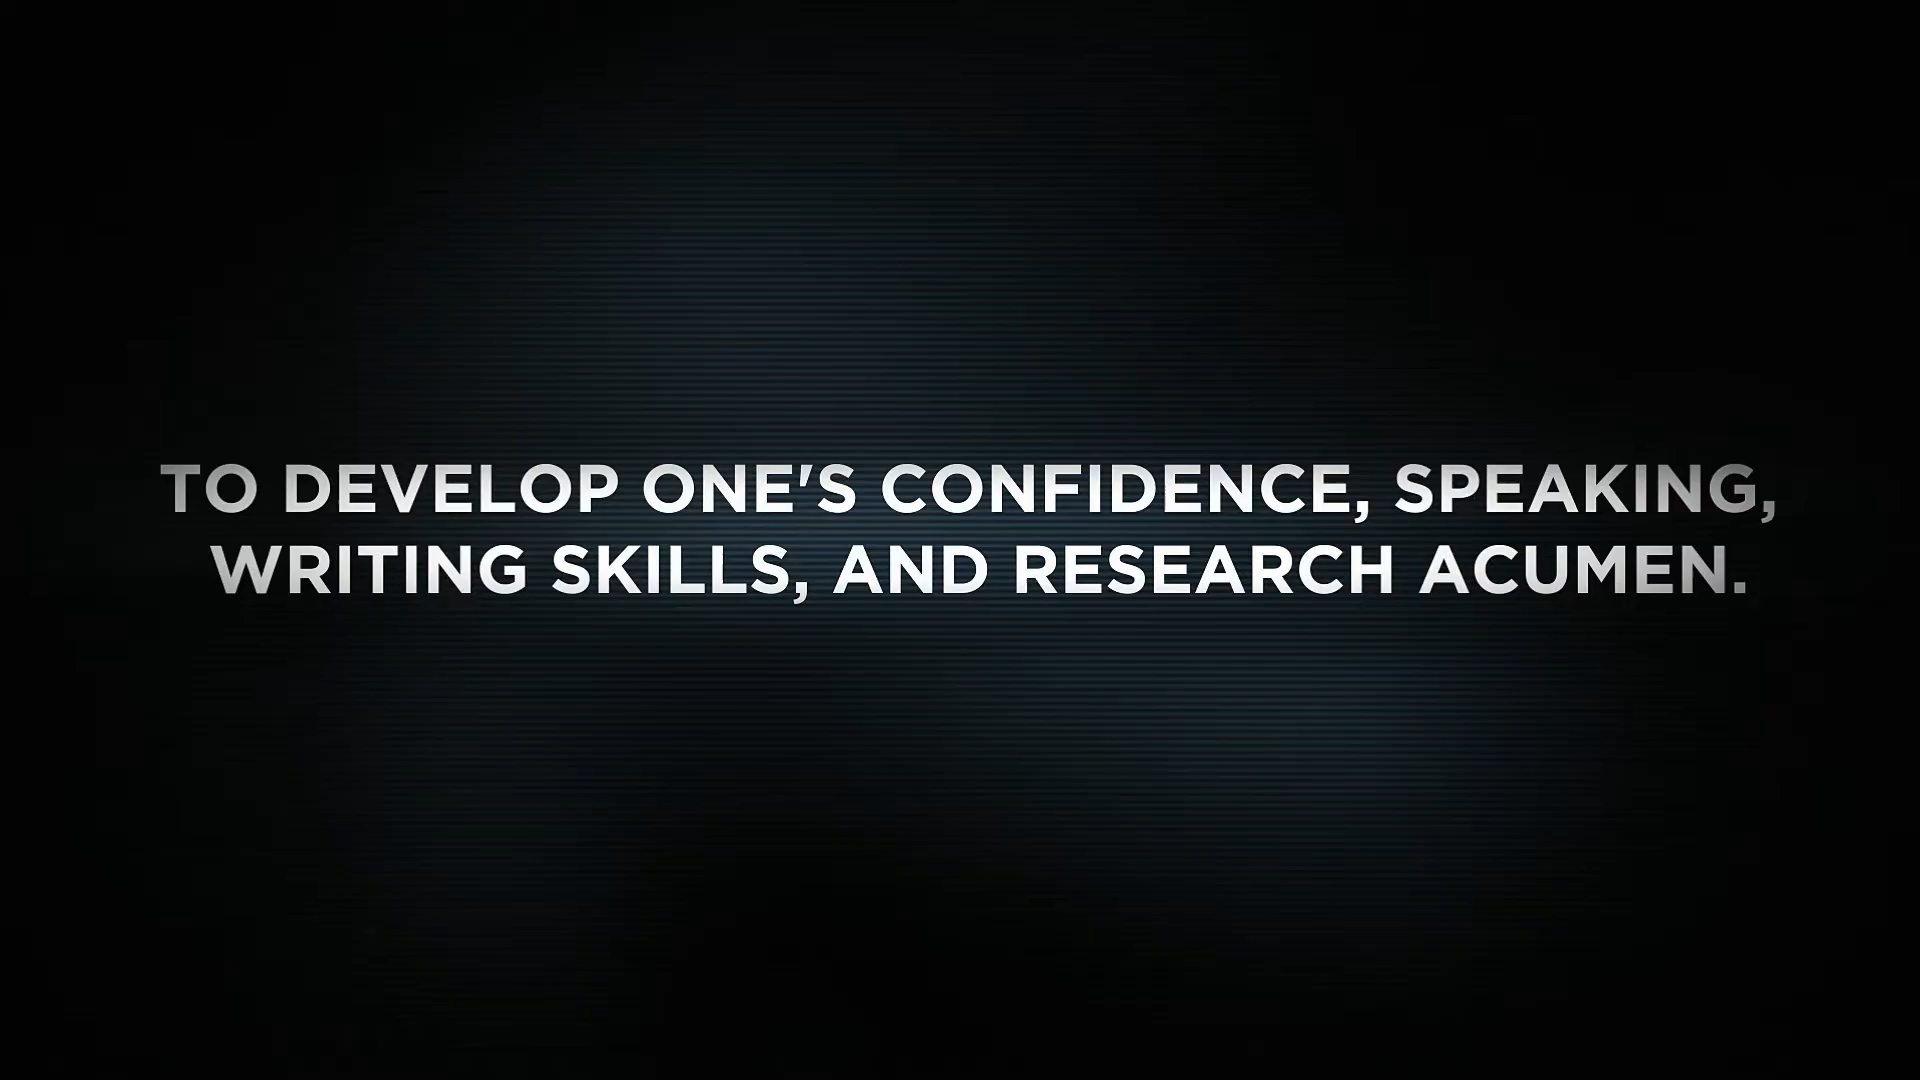 TO DEVELOP ONE'S CONFIDENCE, SPEAKING,
WRITING SKILLS, AND RESEARCH ACUMEN.